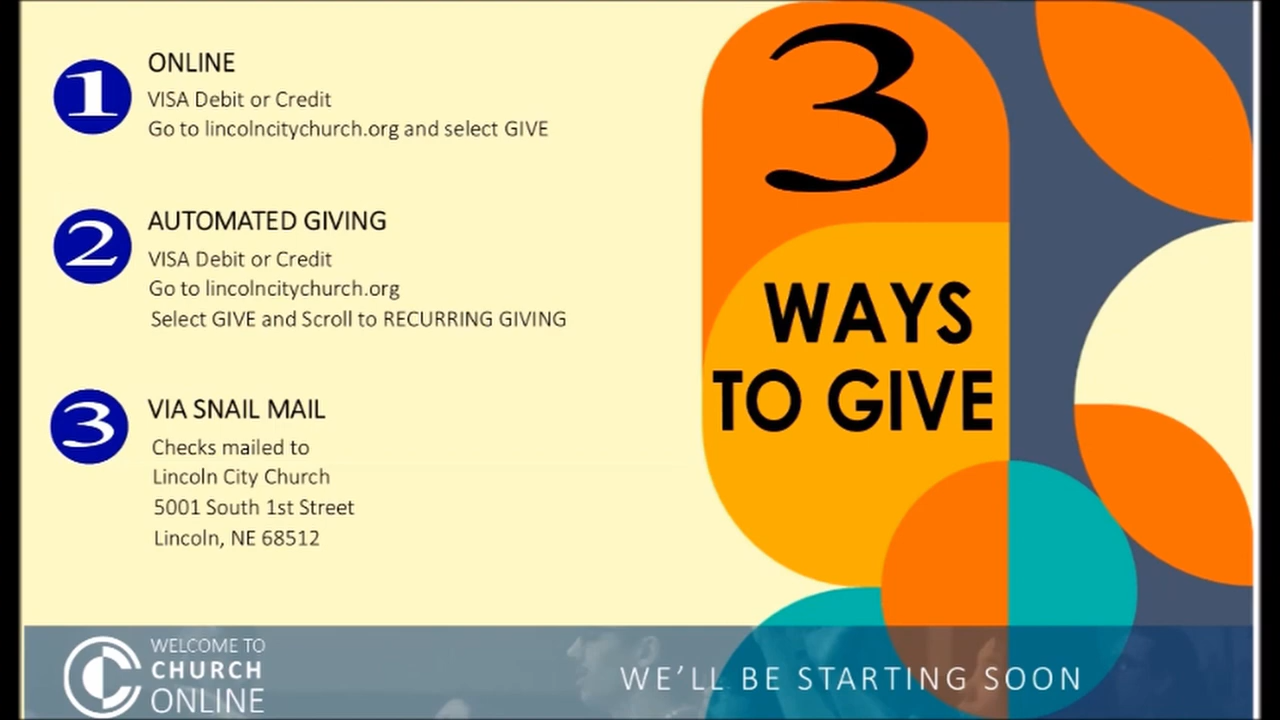 1
ONLINE
VISA Debit or Credit
Go to lincolncitychurch.org and select GIVE
2
AUTOMATED GIVING
VISA Debit or Credit
Go to lincolncitychurch.org
Select GIVE and Scroll to RECURRING GIVING
3
VIA SNAIL MAIL
Checks mailed to
Lincoln City Church
5001 South 1st Street
Lincoln, NE 68512
3
WAYS
TO GIVE
WELCOME TO
CHURCH
ONLINE
WE'LL BE STARTING SOON